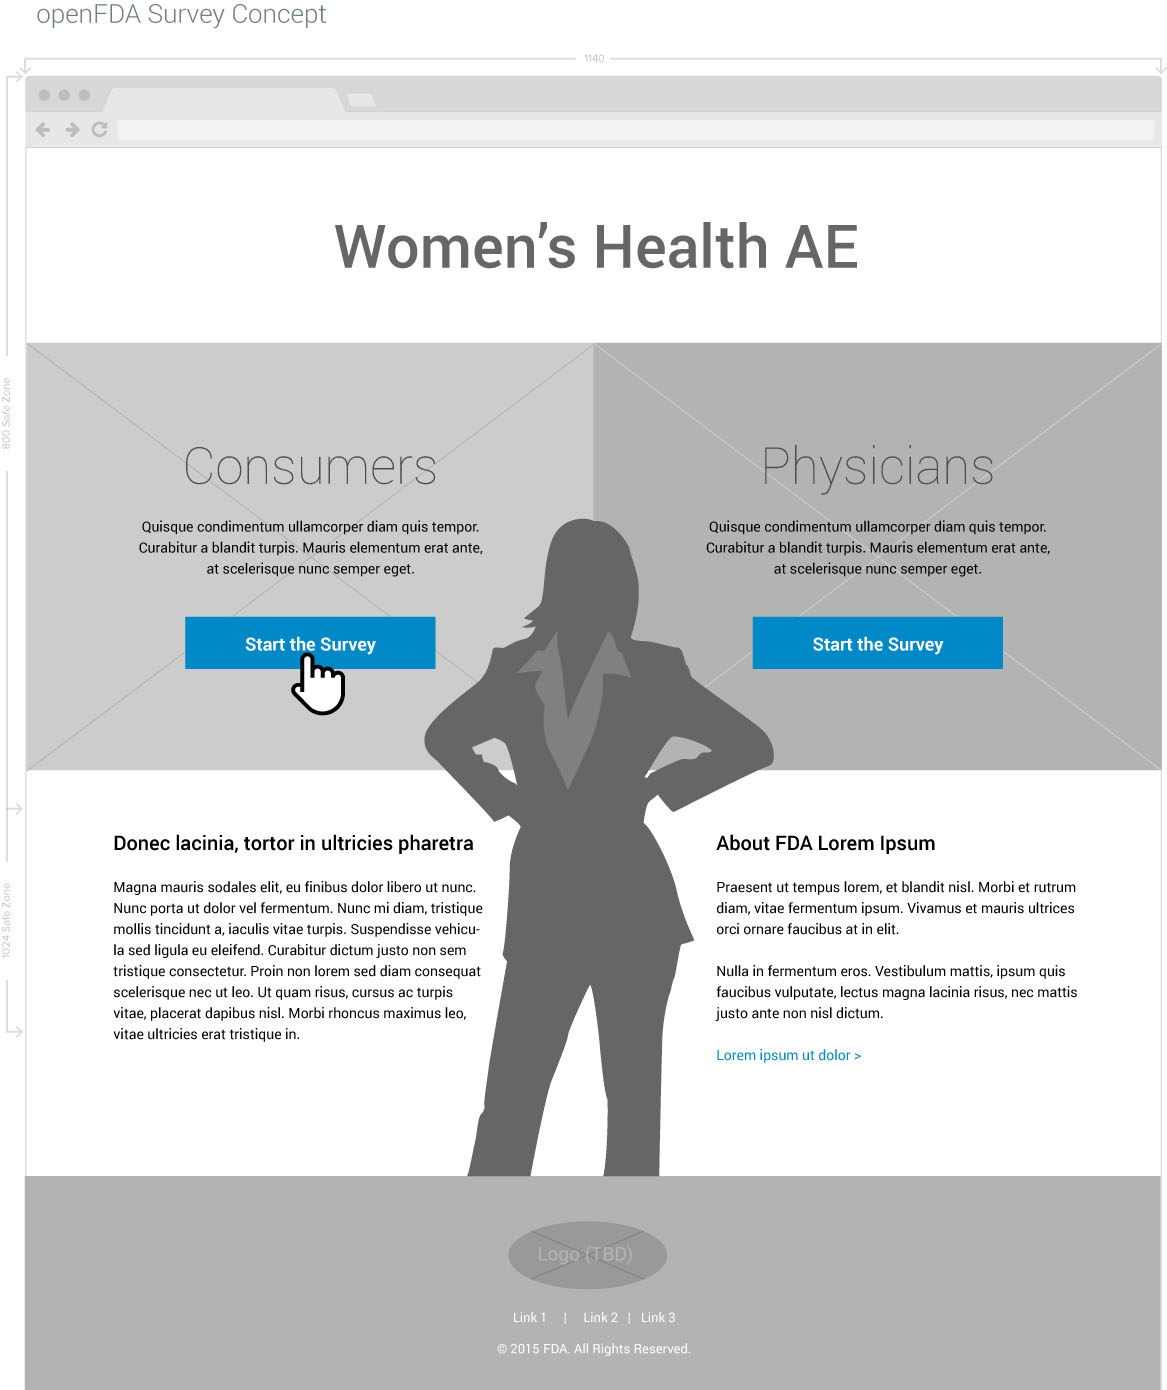 openFDA Survey Concept
1140
800 Safe Zone
1024 Safe Zone
Women's Health AE
Consumers
Quisque condimentum ullamcorper diam quis tempor.
Curabitur a blandit turpis. Mauris elementum erat ante,
at scelerisque nunc semper eget.
Start the Survey
Physicians
Quisque condimentum ullamcorper diam quis tempor.
Curabitur a blandit turpis. Mauris elementum erat ante,
at scelerisque nunc semper eget.
Start the Survey
Donec lacinia, tortor in ultricies pharetra
Magna mauris sodales elit, eu finibus dolor libero ut nunc.
Nunc porta ut dolor vel fermentum. Nunc mi diam, tristique
mollis tincidunt a, iaculis vitae turpis. Suspendisse vehicu-
la sed ligula eu eleifend. Curabitur dictum justo non sem
tristique consectetur. Proin non lorem sed diam consequat
scelerisque nec ut leo. Ut quam risus, cursus ac turpis
vitae, placerat dapibus nisl. Morbi rhoncus maximus leo,
vitae ultricies erat tristique in.
About FDA Lorem Ipsum
Praesent ut tempus lorem, et blandit nisl. Morbi et rutrum
diam, vitae fermentum ipsum. Vivamus et mauris ultrices
orci ornare faucibus at in elit.
Nulla in fermentum eros. Vestibulum mattis, ipsum quis
faucibus vulputate, lectus magna lacinia risus, nec mattis
justo ante non nisl dictum.
Lorem ipsum ut dolor >
Logo (TBD)
Link 1 | Link 2 | Link 3
© 2015 FDA. All Rights Reserved.